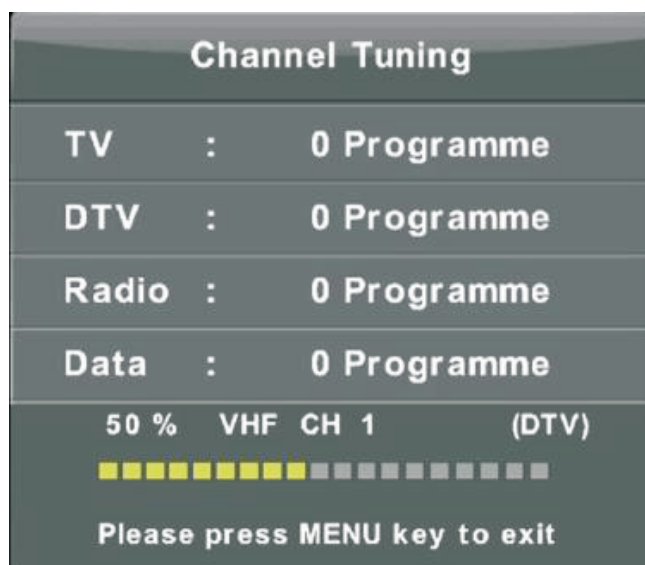 Channel Tuning
TV : 0 Programme
DTV : 0 Programme
Radio : 0 Programme
Data : 0 Programme
50 % VHF CH 1 (DTV)
Please press MENU key to exit